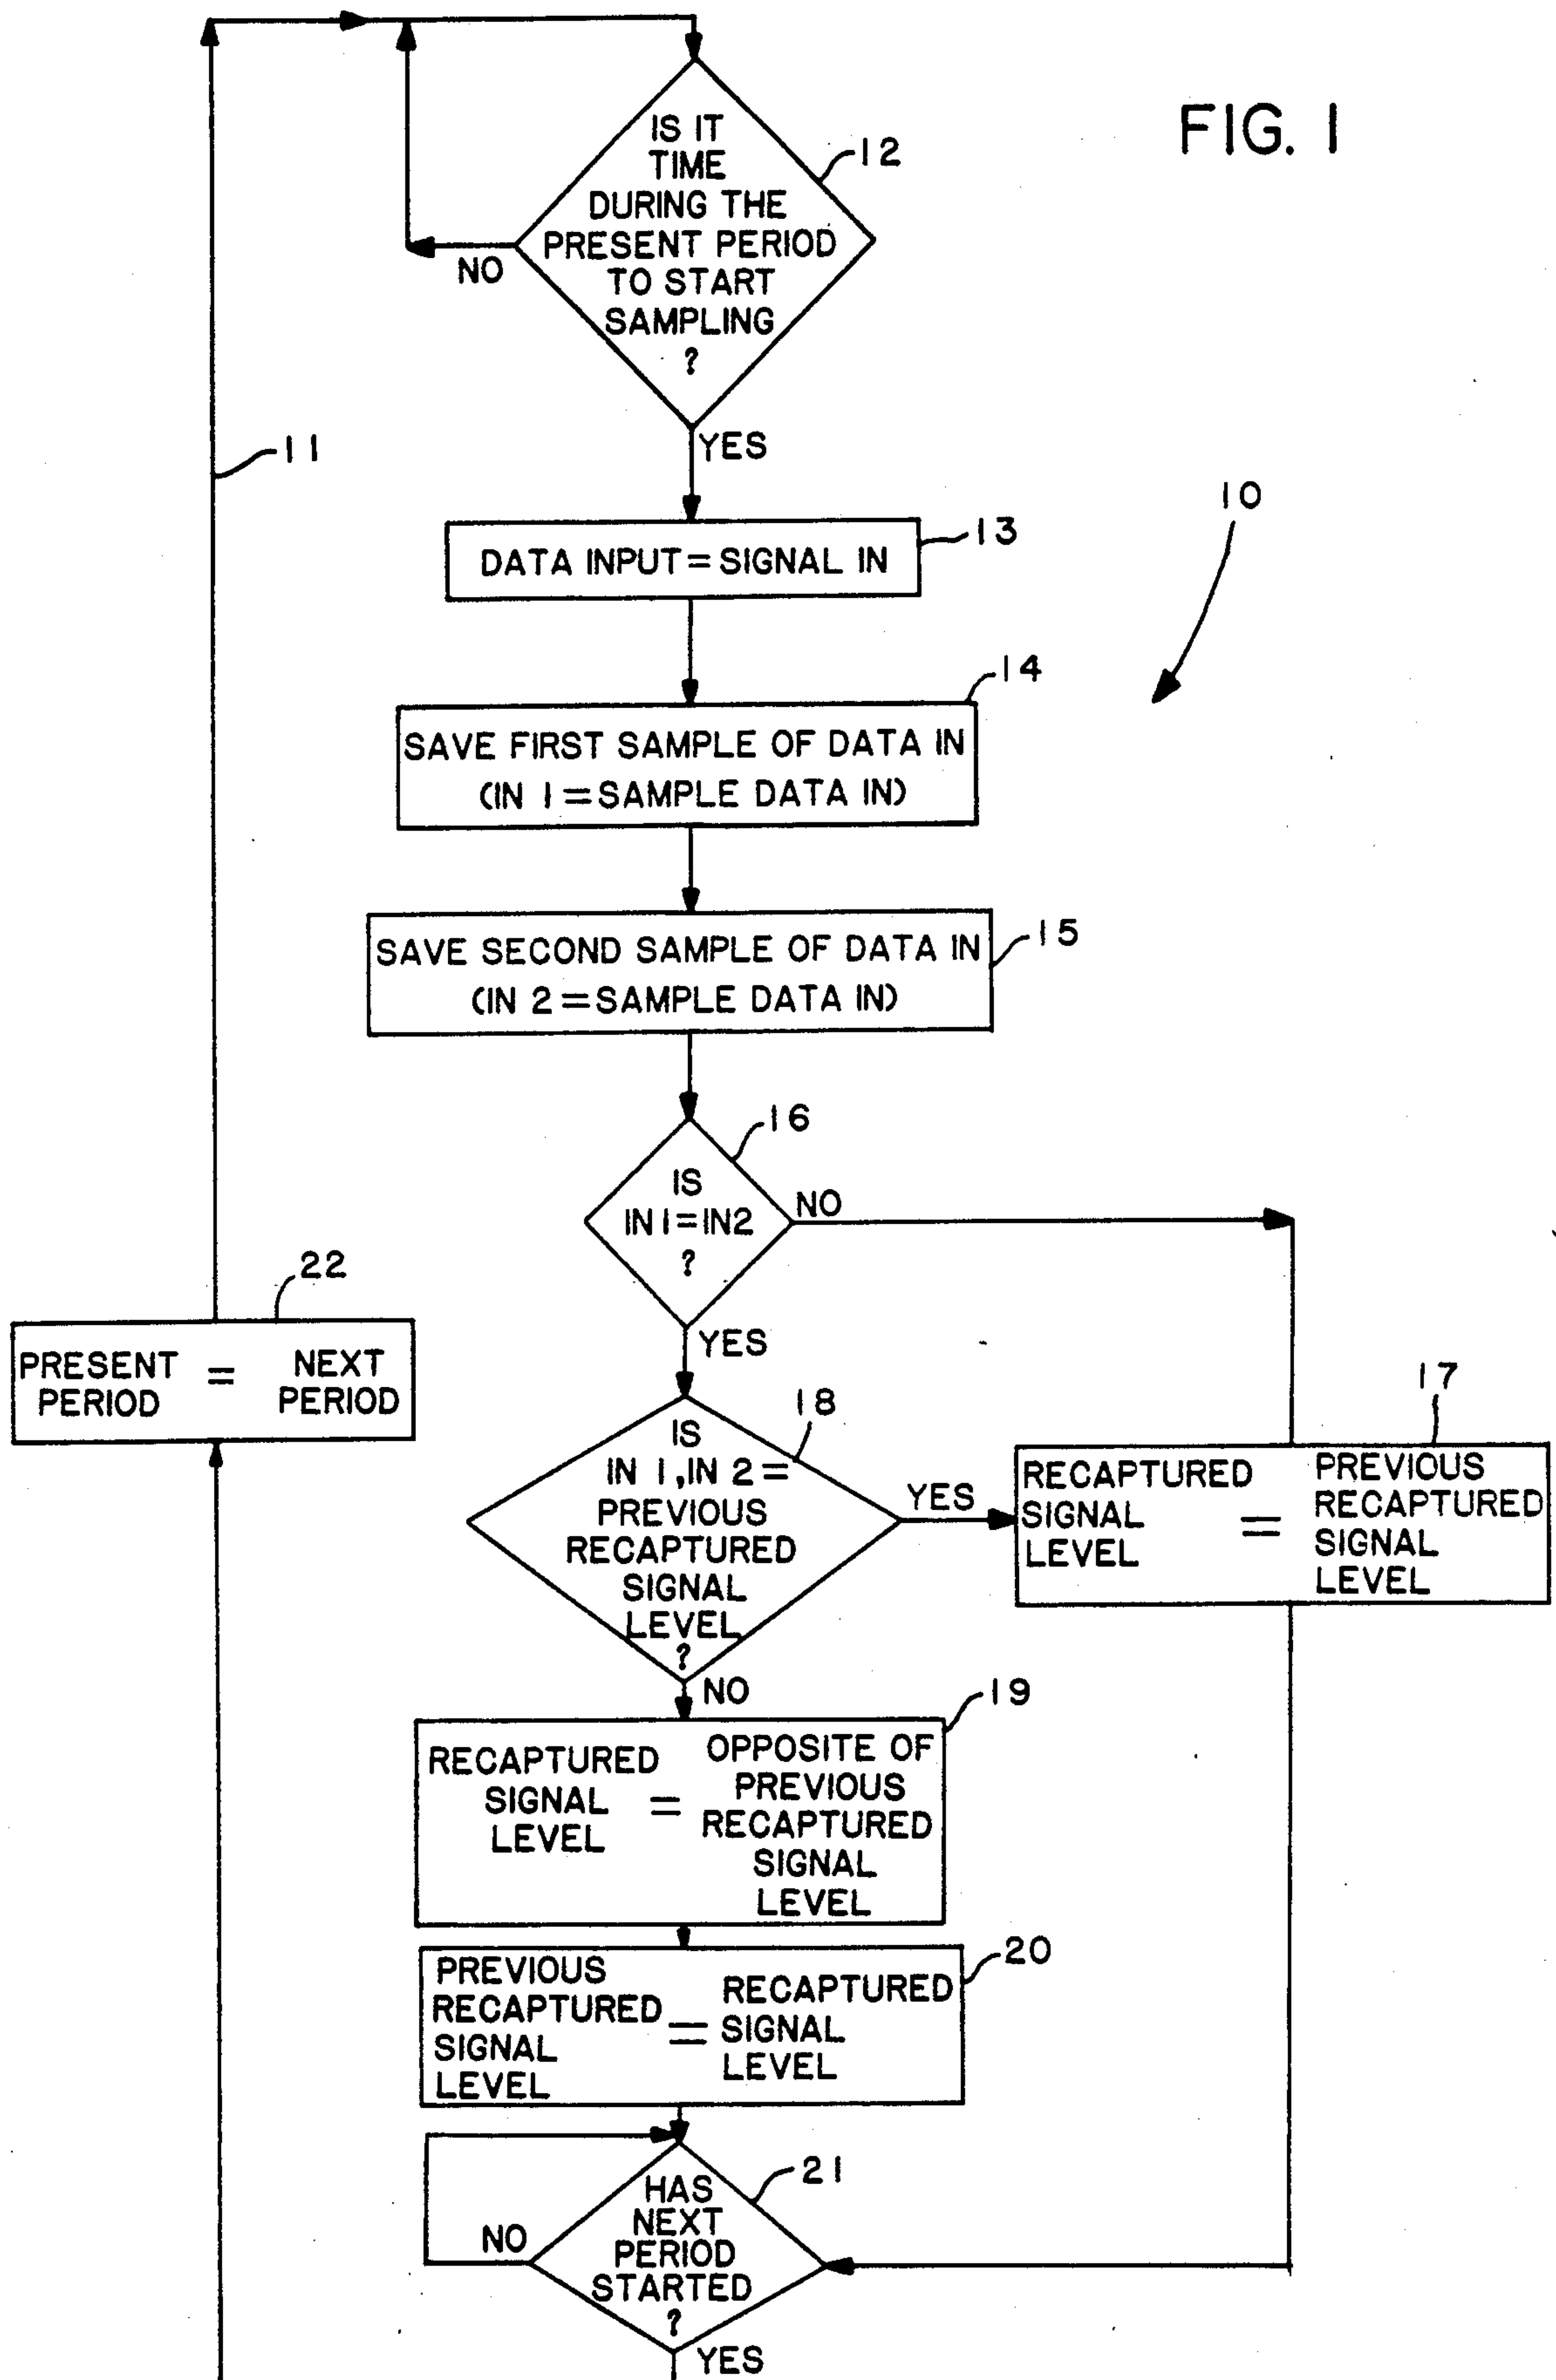 FIG. 1
IS IT
TIME
DURING THE
PRESENT PERIOD
TO START
SAMPLING
?
12
NO
YES
11
10
DATA INPUT = SIGNAL IN
13
14
SAVE FIRST SAMPLE OF DATA IN
(IN 1 = SAMPLE DATA IN)
SAVE SECOND SAMPLE OF DATA IN
(IN 2 = SAMPLE DATA IN)
15
16
IS
IN 1 = IN 2
?
NO
YES
22
PRESENT PERIOD = NEXT PERIOD
18
IS
IN 1, IN 2 =
PREVIOUS
RECAPTURED
SIGNAL
LEVEL
?
YES
NO
17
RECAPTURED SIGNAL LEVEL = PREVIOUS RECAPTURED SIGNAL LEVEL
19
RECAPTURED SIGNAL LEVEL = OPPOSITE OF PREVIOUS RECAPTURED SIGNAL LEVEL
20
PREVIOUS RECAPTURED SIGNAL LEVEL = RECAPTURED SIGNAL LEVEL
21
HAS
NEXT
PERIOD
STARTED
?
NO
YES